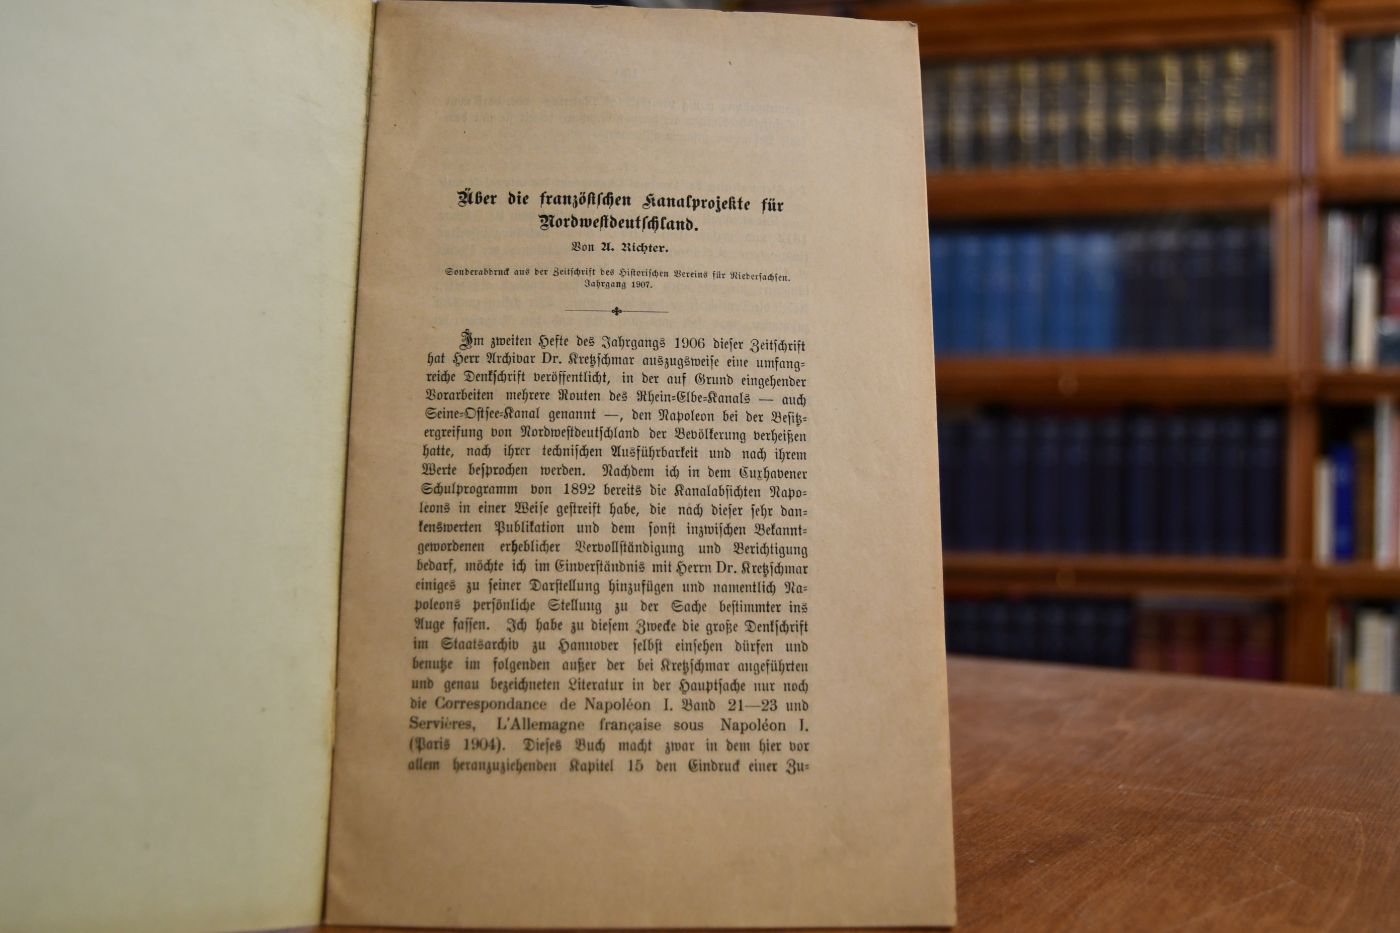 Über die französischen Kanalprojekte für
Nordwestdeutschland.
Von A. Richter.
Sonderabdruck aus der Zeitschrift des Historischen Vereins für Niedersachsen.
Jahrgang 1907.
Im zweiten Hefte des Jahrgangs 1906 dieser Zeitschrift
hat Herr Archivar Dr. Kretzschmar auszugsweise eine umfang-
reiche Denkschrift veröffentlicht, in der auf Grund eingehender
Vorarbeiten mehrere Routen des Rhein-Elbe-Kanals — auch
Seine-Ostsee-Kanal genannt —, den Napoleon bei der Besitz-
ergreifung von Nordwestdeutschland der Bevölkerung verheißen
hatte, nach ihrer technischen Ausführbarkeit und nach ihrem
Werte besprochen werden. Nachdem ich in dem Cuxhavener
Schulprogramm von 1892 bereits die Kanalabsichten Napo-
leons in einer Weise gestreift habe, die nach dieser sehr dan-
kenswerten Publikation und dem sonst inzwischen Bekannt-
gewordenen erheblicher Vervollständigung und Berichtigung
bedarf, möchte ich im Einverständnis mit Herrn Dr. Kretzschmar
einiges zu seiner Darstellung hinzufügen und namentlich Na-
poleons persönliche Stellung zu der Sache bestimmter ins
Auge fassen. Ich habe zu diesem Zwecke die große Denkschrift
im Staatsarchiv zu Hannover selbst einsehen dürfen und
benutze im folgenden außer der bei Kretzschmar angeführten
und genau bezeichneten Literatur in der Hauptsache nur noch
die Correspondance de Napoléon I. Band 21—23 und
Servières, L'Allemagne française sous Napoléon I.
(Paris 1904). Dieses Buch macht zwar in dem hier vor
allem heranzuziehenden Kapitel 15 den Eindruck einer Zu-